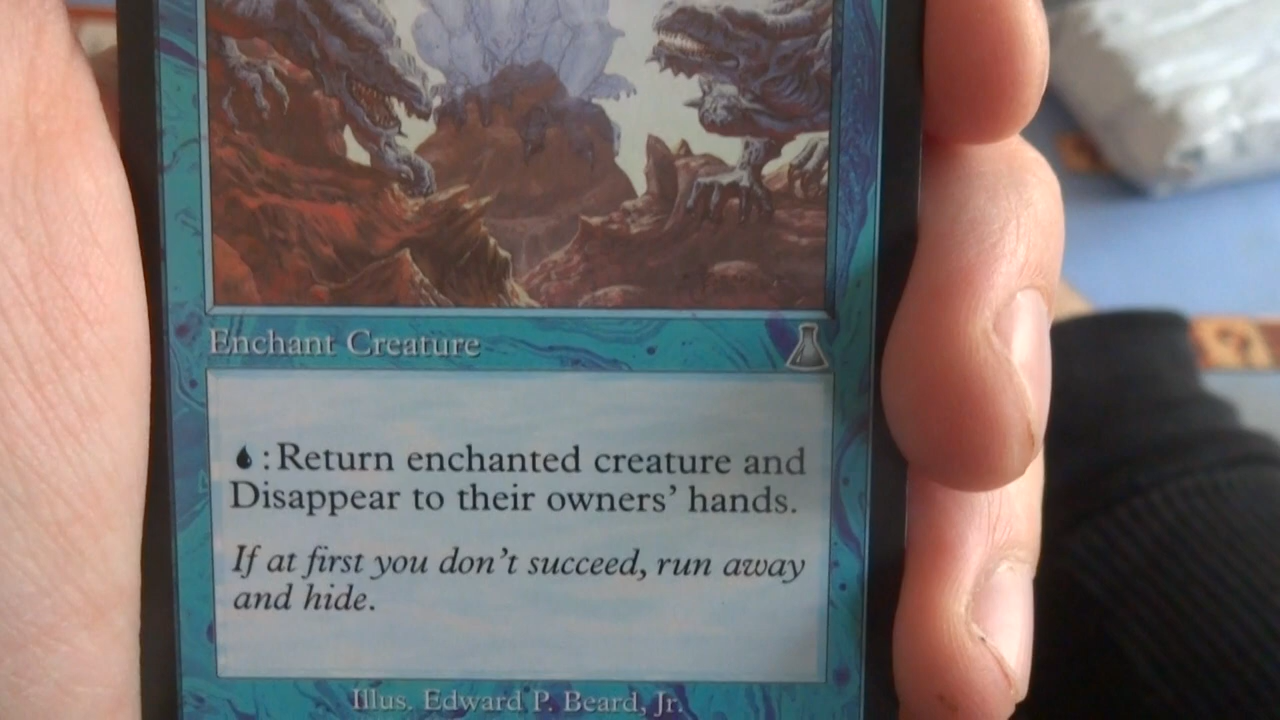 Enchant Creature
:Return enchanted creature and
Disappear to their owners' hands.
If at first you don't succeed, run away
and hide.
Illus. Edward P. Beard, Jr.